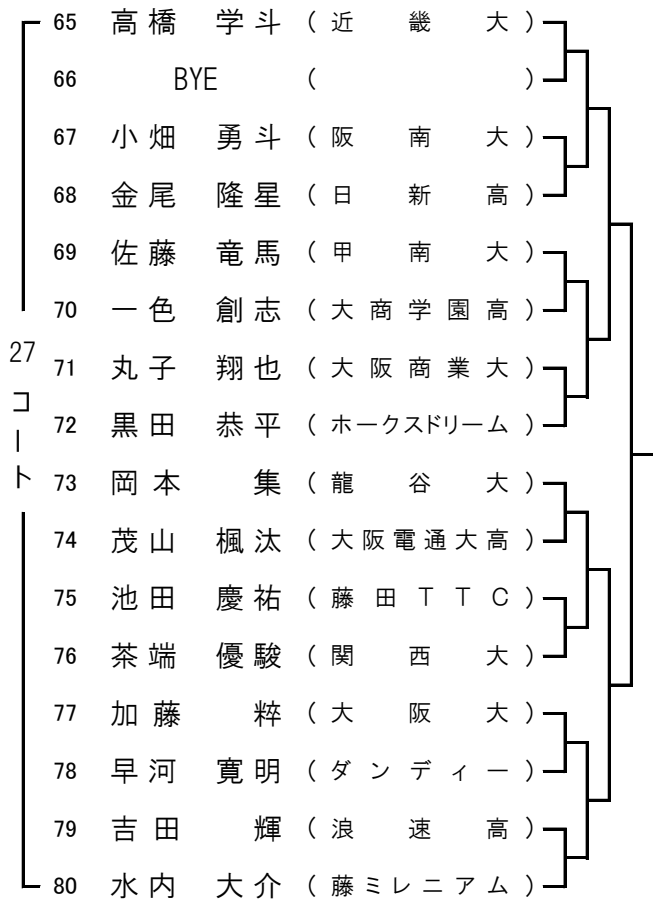 65 高橋 学斗 (近畿大)
66 BYE ( )
67 小畑 勇斗 (阪南大)
68 金尾 隆星 (日新高)
69 佐藤 竜馬 (甲南大)
70 一色 創志 (大商学園高)
71 丸子 翔也 (大阪商業大)
72 黒田 恭平 (ホークスドリーム)
73 岡本 集 (龍谷大)
74 茂山 楓汰 (大阪電通大高)
75 池田 慶祐 (藤田TTC)
76 茶端 優駿 (関西大)
77 加藤 粋 (大阪大)
78 早河 寛明 (ダンディー)
79 吉田 輝 (浪速高)
80 水内 大介 (藤ミレニアム)
27コート